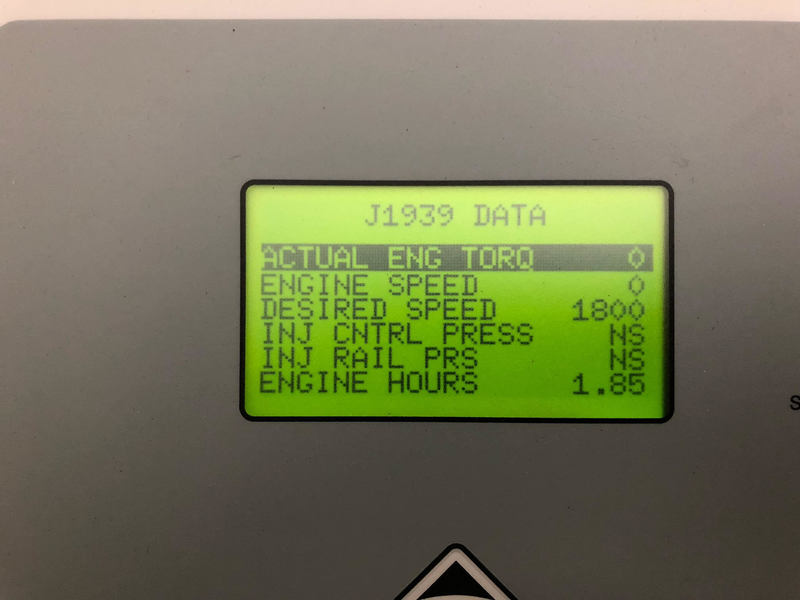 J1939 DATA
ACTUAL ENG TORQ 0
ENGINE SPEED 0
DESIRED SPEED 1800
INJ CNTRL PRESS NS
INJ RAIL PRS NS
ENGINE HOURS 1.85